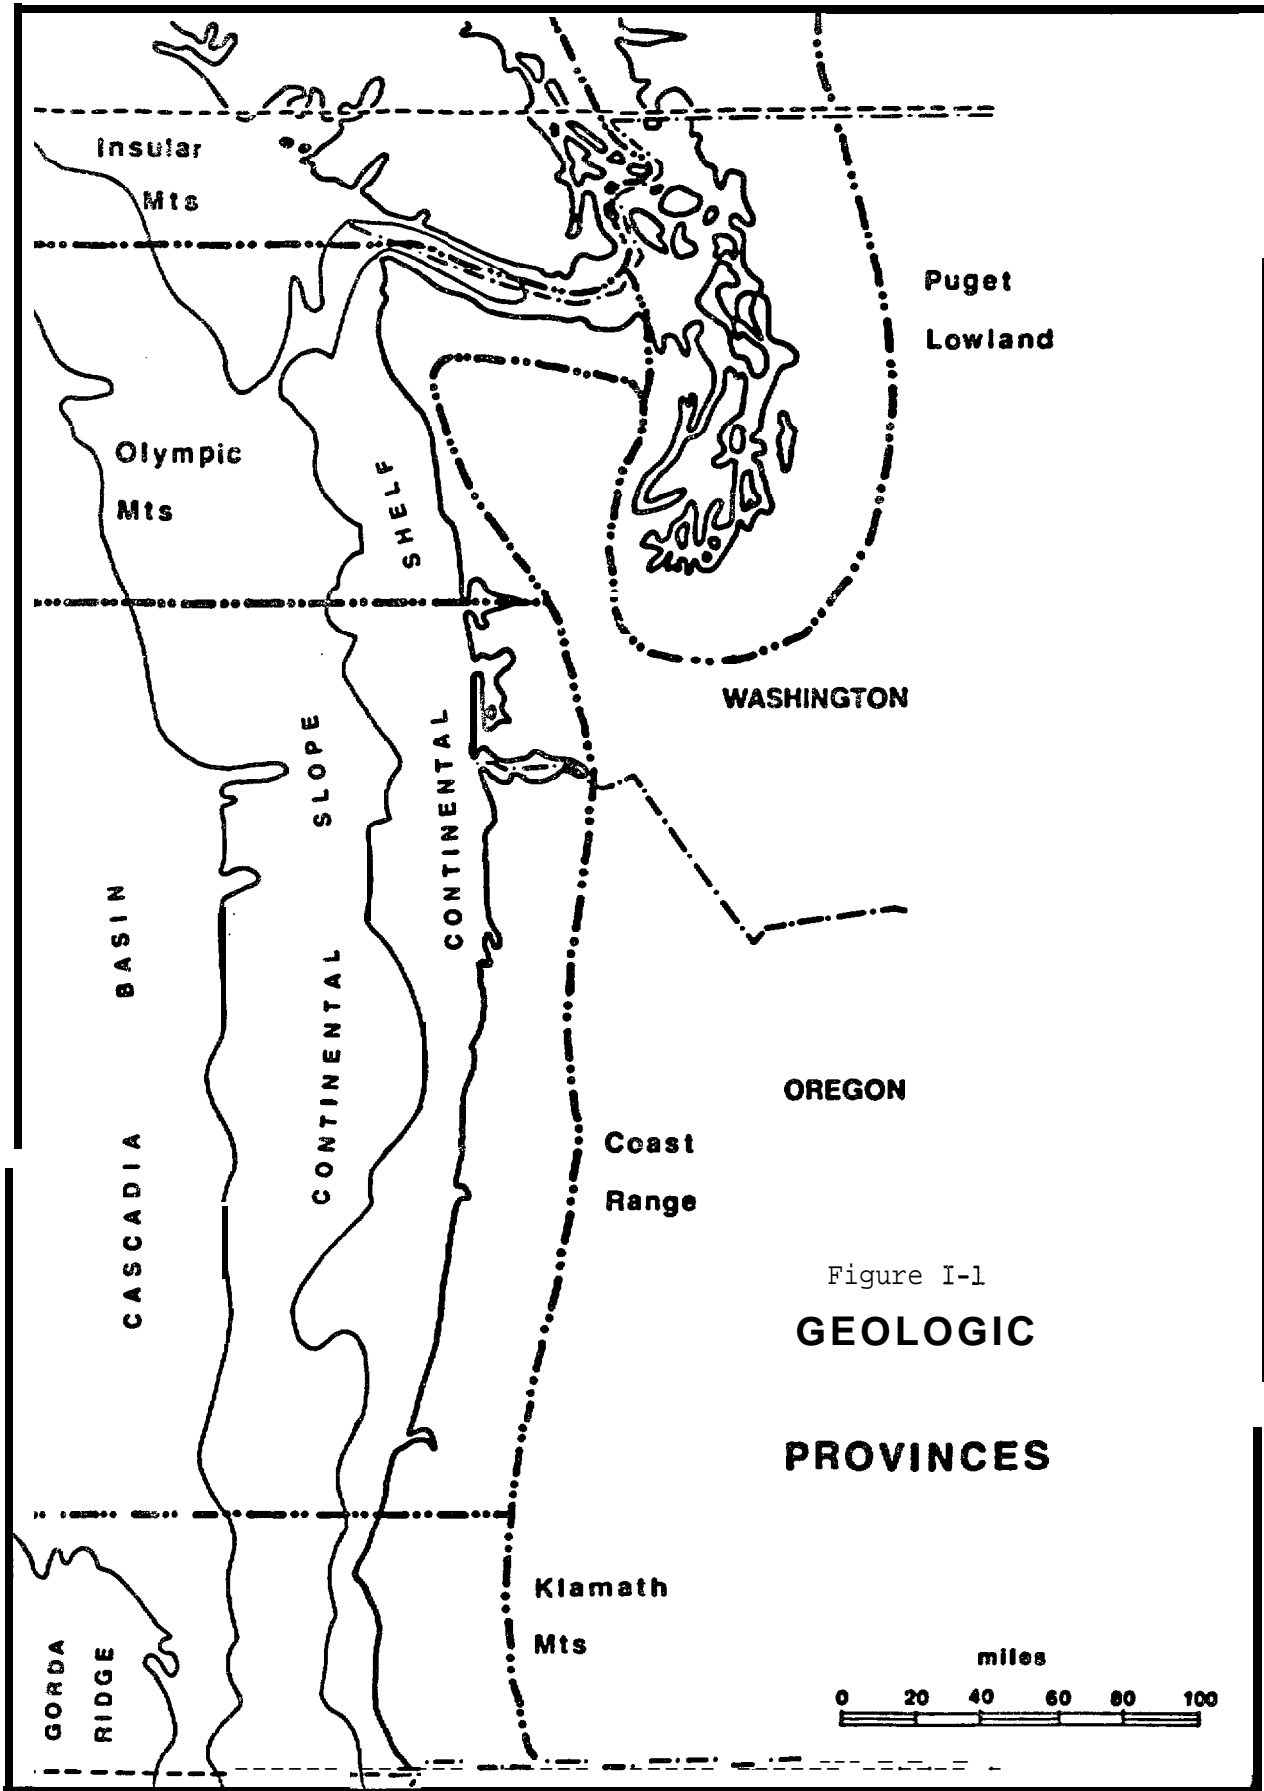 Insular
Mts
Puget
Lowland
Olympic
Mts
SHELF
WASHINGTON
SLOPE
CONTINENTAL
BASIN
CONTINENTAL
OREGON
Coast
Range
CASCADIA
Figure I-1
GEOLOGIC
PROVINCES
Klamath
Mts
GORDA
RIDGE
miles
0 20 40 60 80 100